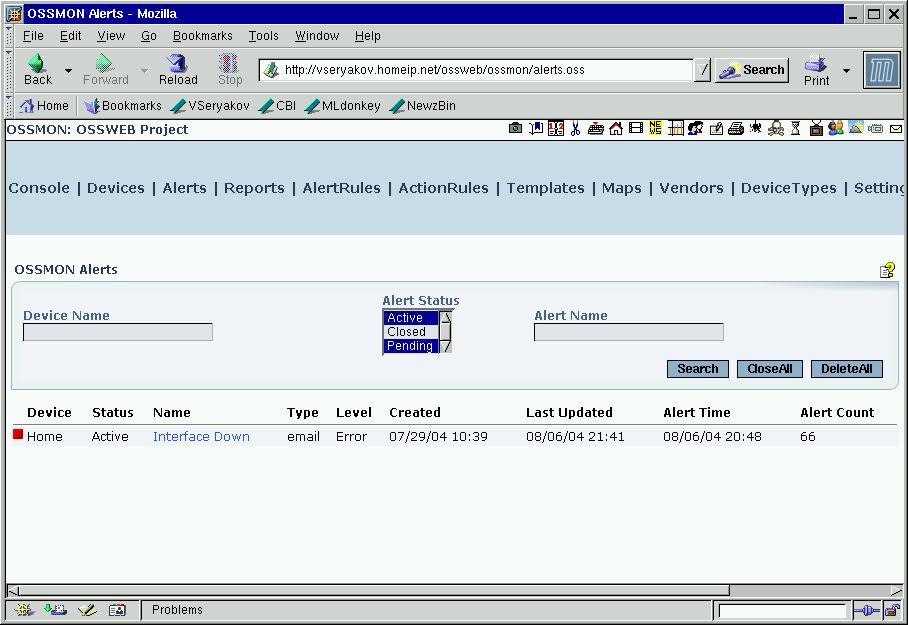 OSSMON Alerts - Mozilla
File Edit View Go Bookmarks Tools Window Help
Back Forward Reload Stop http://vseryakov.homeip.net/ossweb/ossmon/alerts.oss Search Print
Home Bookmarks VSeryakov CBI MLdonkey NewzBin
OSSMON: OSSWEB Project
Console | Devices | Alerts | Reports | AlertRules | ActionRules | Templates | Maps | Vendors | DeviceTypes | Setting
OSSMON Alerts
Device Name Alert Status Alert Name
Active
Closed
Pending
Search CloseAll DeleteAll
Device Status Name Type Level Created Last Updated Alert Time Alert Count
Home Active Interface Down email Error 07/29/04 10:39 08/06/04 21:41 08/06/04 20:48 66
Problems